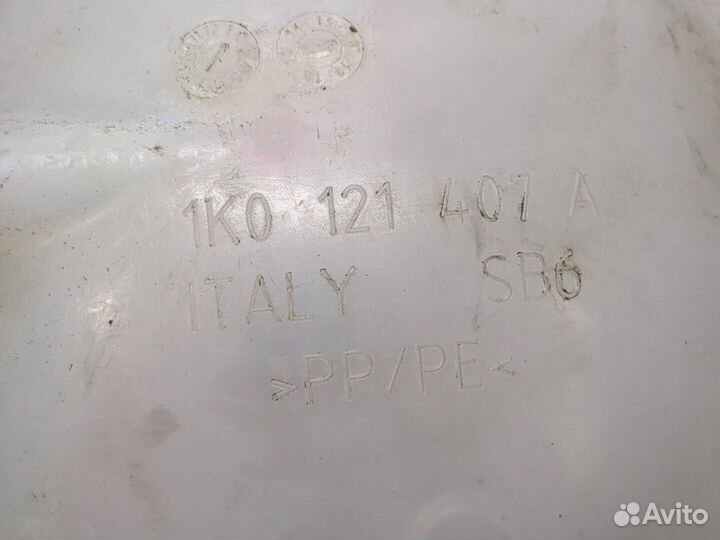 1K0 121 407 A
ITALY SB6
>PP/PE<
Avito